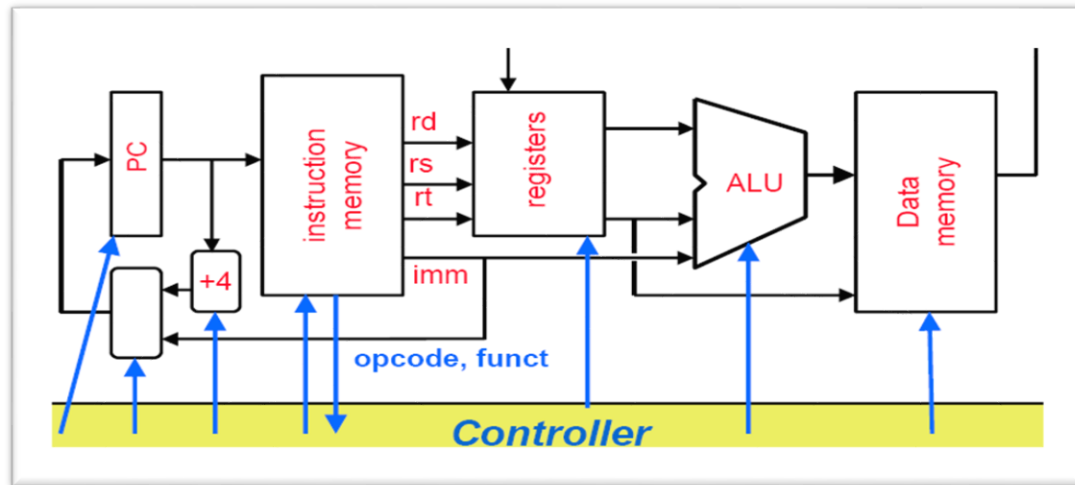 PC
+4
instruction
memory
rd
rs
rt
imm
opcode, funct
registers
ALU
Data
memory
Controller